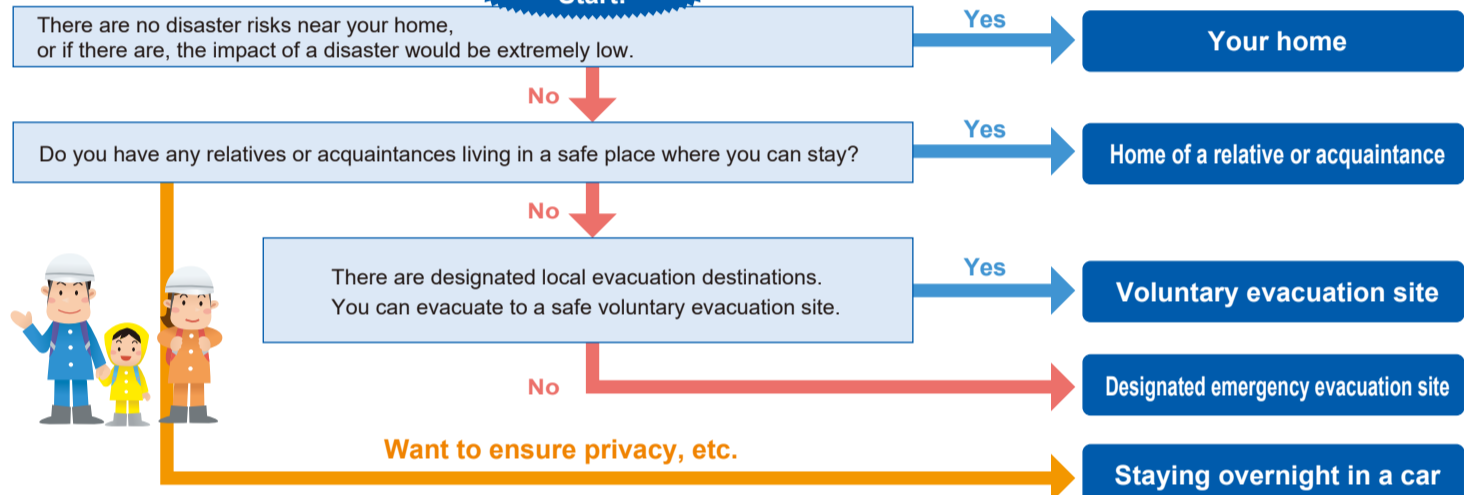 Start!
There are no disaster risks near your home,
or if there are, the impact of a disaster would be extremely low.
Yes
Your home
No
Do you have any relatives or acquaintances living in a safe place where you can stay?
Yes
Home of a relative or acquaintance
No
There are designated local evacuation destinations.
You can evacuate to a safe voluntary evacuation site.
Yes
Voluntary evacuation site
No
Designated emergency evacuation site
Want to ensure privacy, etc.
Staying overnight in a car